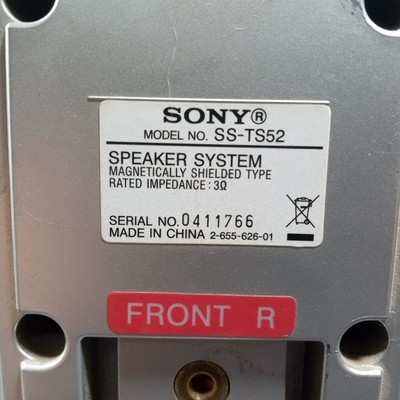 SONY®
MODEL NO. SS-TS52
SPEAKER SYSTEM
MAGNETICALLY SHIELDED TYPE
RATED IMPEDANCE : 3Ω
SERIAL NO. 0411766
MADE IN CHINA 2-655-626-01
FRONT R